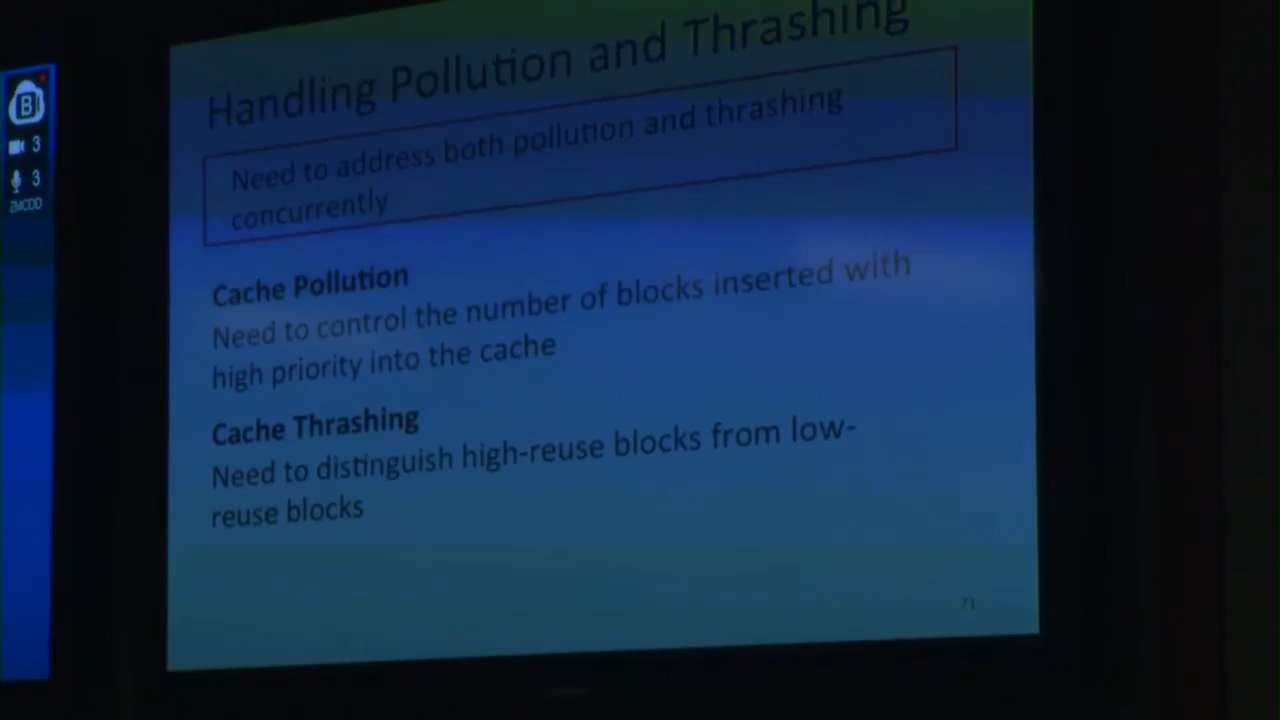 B
3
3
ZMCDD
Handling Pollution and Thrashing
Need to address both pollution and thrashing
concurrently
Cache Pollution
Need to control the number of blocks inserted with
high priority into the cache
Cache Thrashing
Need to distinguish high-reuse blocks from low-
reuse blocks
71